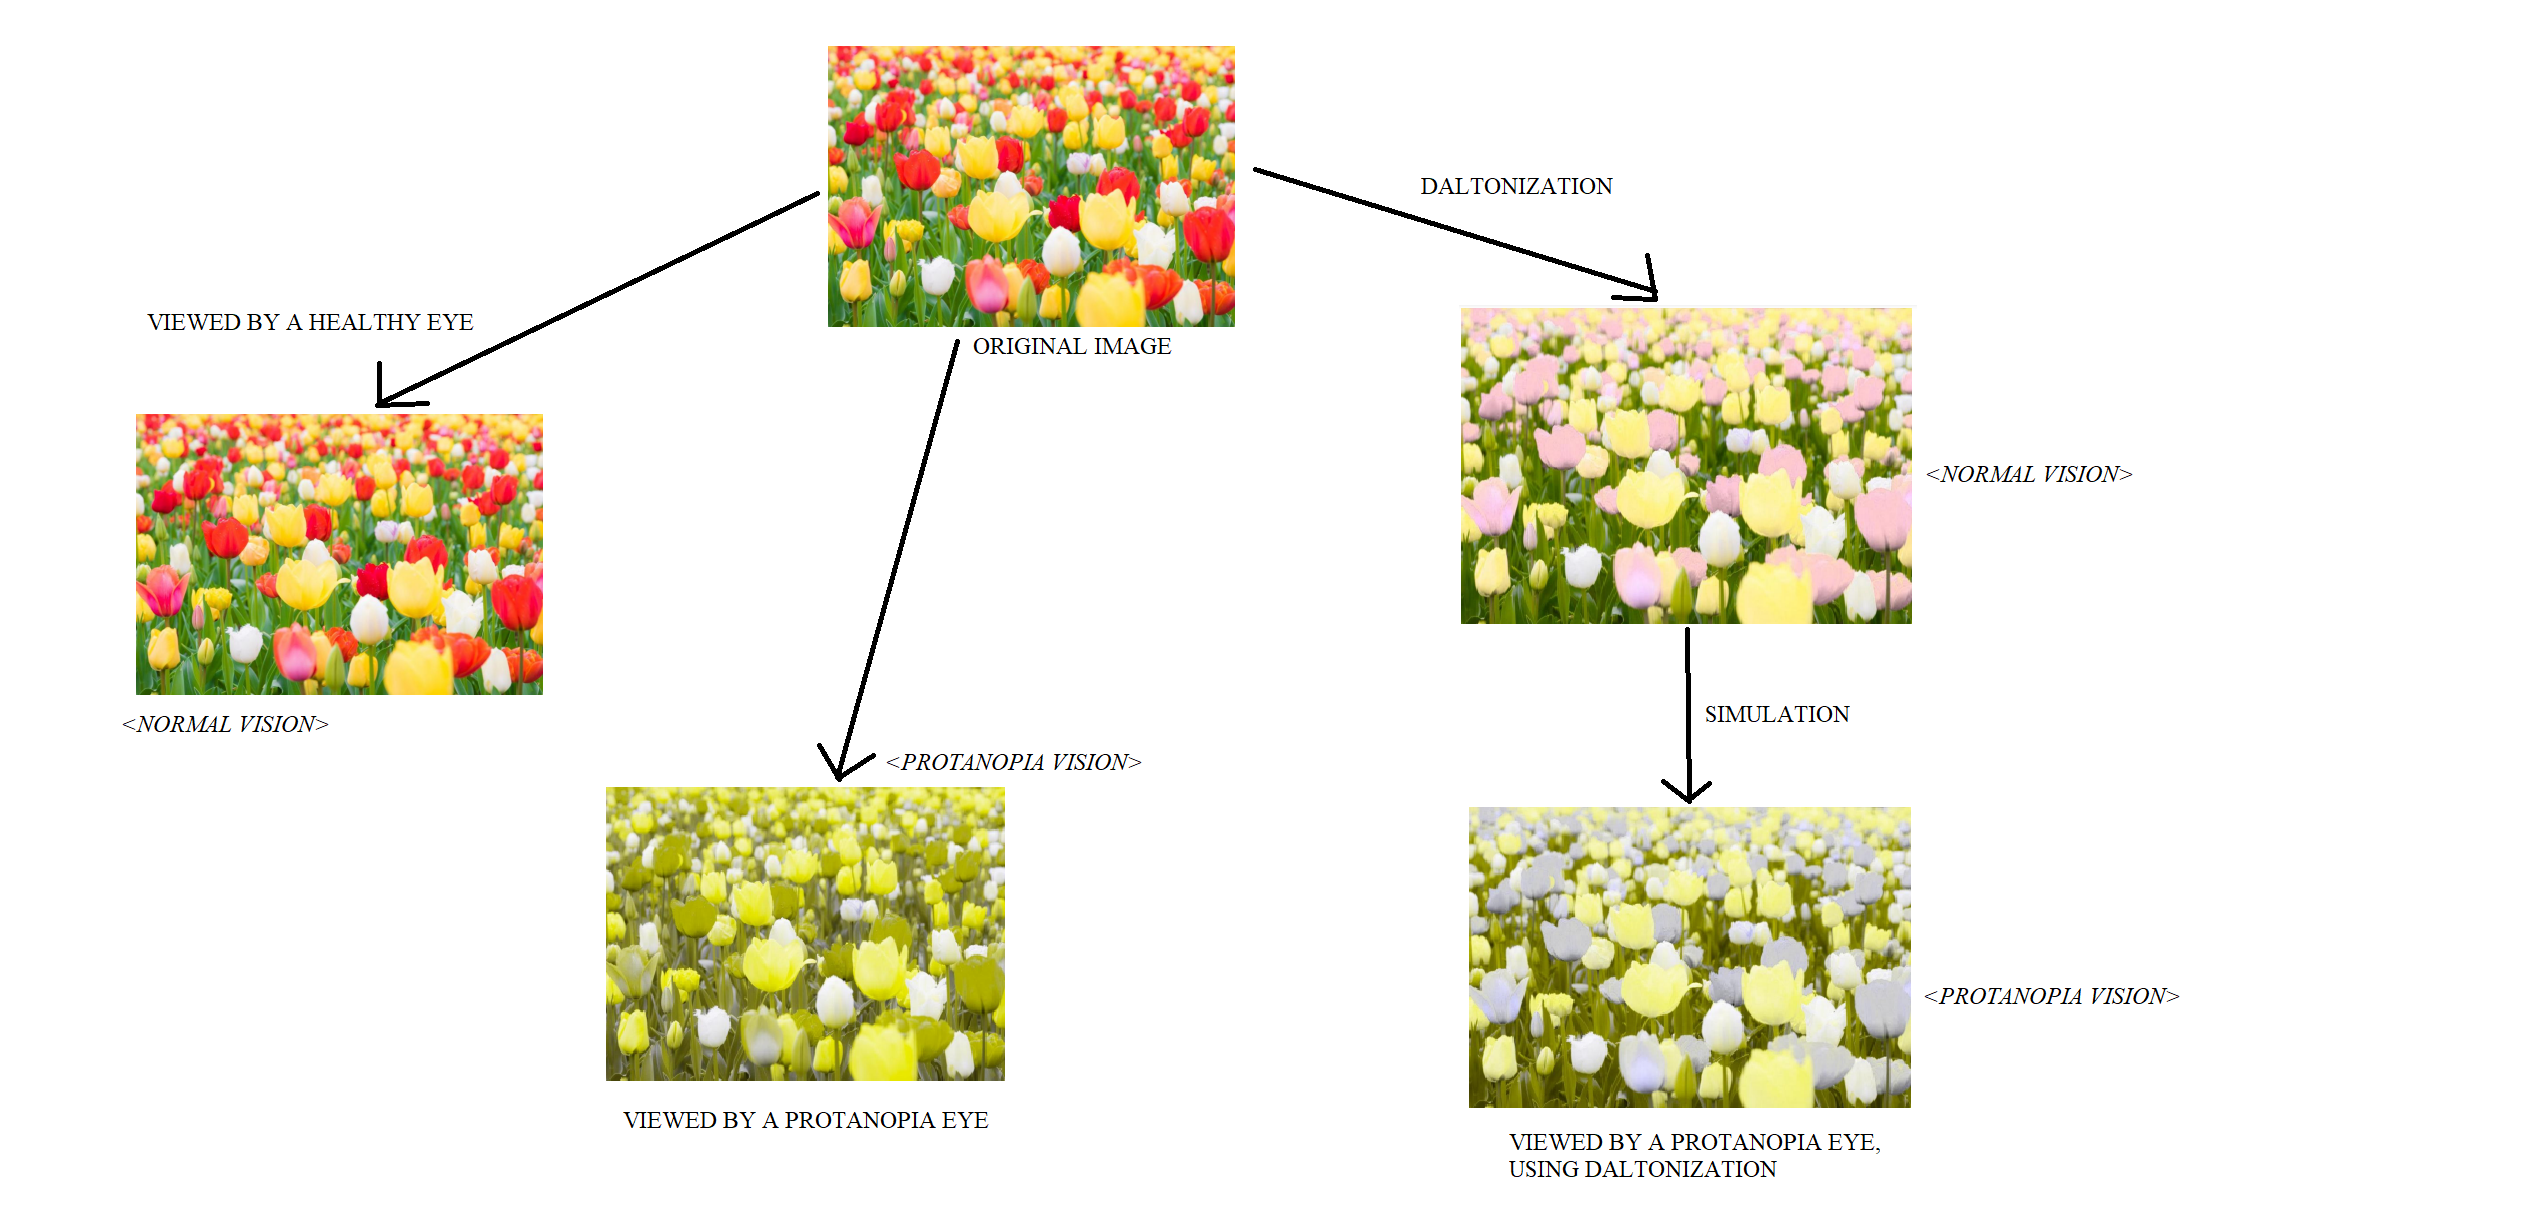 DALTONIZATION
VIEWED BY A HEALTHY EYE
ORIGINAL IMAGE
<NORMAL VISION>
<NORMAL VISION>
SIMULATION
<PROTANOPIA VISION>
<PROTANOPIA VISION>
VIEWED BY A PROTANOPIA EYE
VIEWED BY A PROTANOPIA EYE,
USING DALTONIZATION